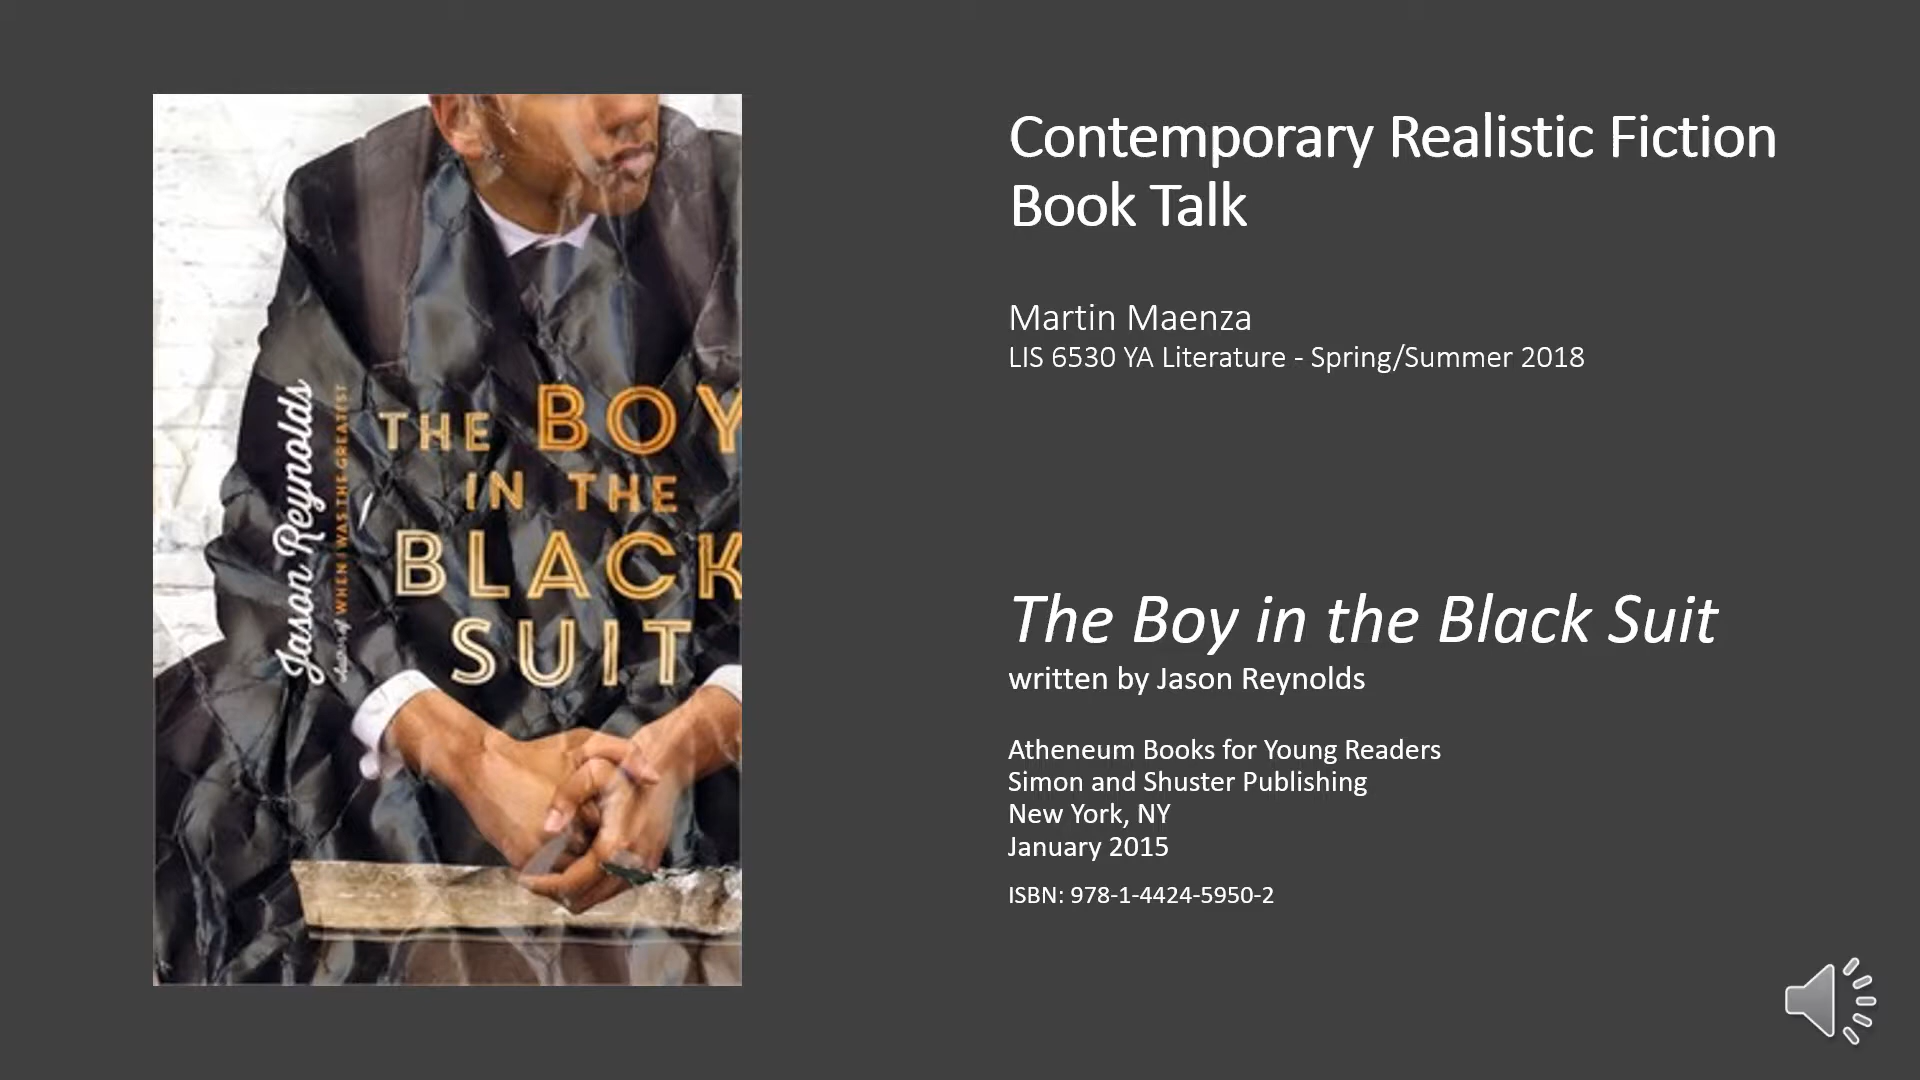 Contemporary Realistic Fiction
Book Talk
Martin Maenza
LIS 6530 YA Literature - Spring/Summer 2018
The Boy in the Black Suit
written by Jason Reynolds
Atheneum Books for Young Readers
Simon and Shuster Publishing
New York, NY
January 2015
ISBN: 978-1-4424-5950-2
Jason Reynolds
WHEN I WAS THE GREATEST
THE BOY
IN THE
BLACK
SUIT